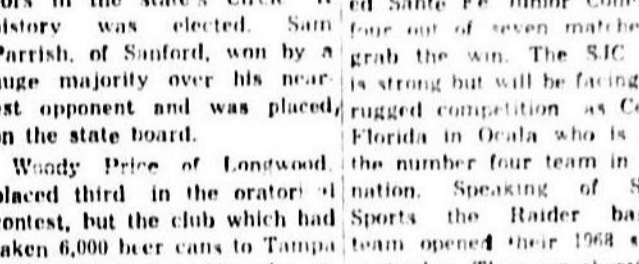 history was elected. Sam
Parrish, of Sanford, won by a
huge majority over his near-
est opponent and was placed,
on the state board.
Woody Price of Longwood,
placed third in the oratori al
contest, but the club which had
taken 6,000 beer cans to Tampa
ed Sante Fe Junior
four out of seven matche
grab the win. The SJC
is strong but will be facing
rugged competition as C
Florida in Ocala who is
the number four team in
nation. Speaking of S
Sports the Raider ba
team opened their 1968 s